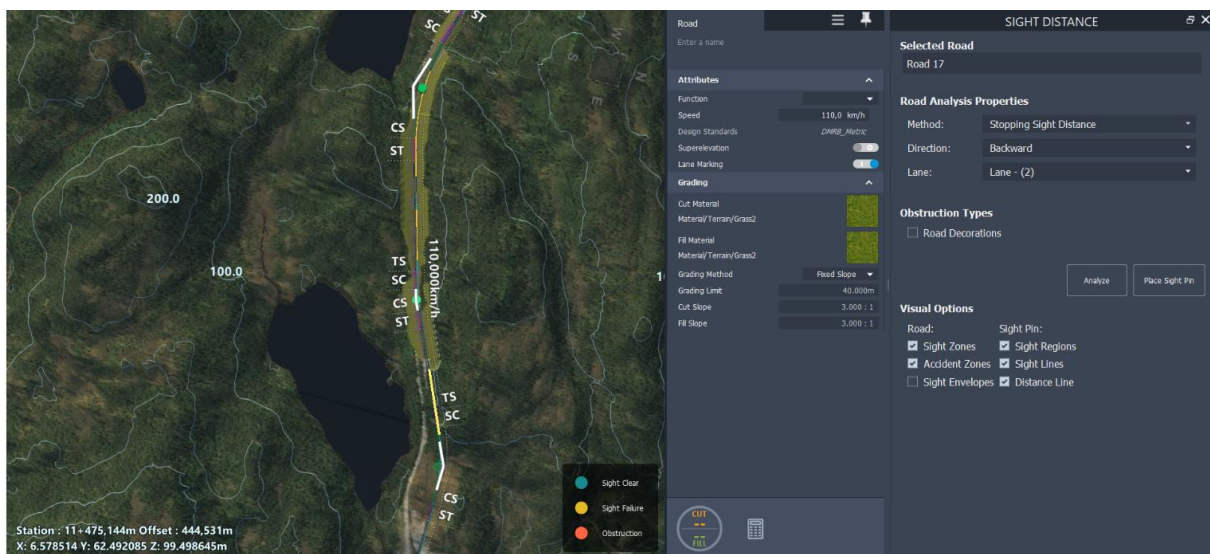 SC
ST
CS
ST
200.0
100.0
TS
SC
110,000km/h
CS
ST
TS
SC
CS
ST
W
S
E
N
Sight Clear
Sight Failure
Obstruction
Station : 11+475,144m Offset : 444,531m
X: 6.578514 Y: 62.492085 Z: 99.498645m
Road
Enter a name
Attributes
Function
Speed 110,0 km/h
Design Standards DMRB_Metric
Superelevation
Lane Marking
Grading
Cut Material
Material/Terrain/Grass2
Fill Material
Material/Terrain/Grass2
Grading Method Fixed Slope
Grading Limit 40.000m
Cut Slope 3.000 : 1
Fill Slope 3.000 : 1
CUT
FILL
SIGHT DISTANCE
Selected Road
Road 17
Road Analysis Properties
Method: Stopping Sight Distance
Direction: Backward
Lane: Lane - (2)
Obstruction Types
Road Decorations
Analyze Place Sight Pin
Visual Options
Road: Sight Pin:
Sight Zones Sight Regions
Accident Zones Sight Lines
Sight Envelopes Distance Line